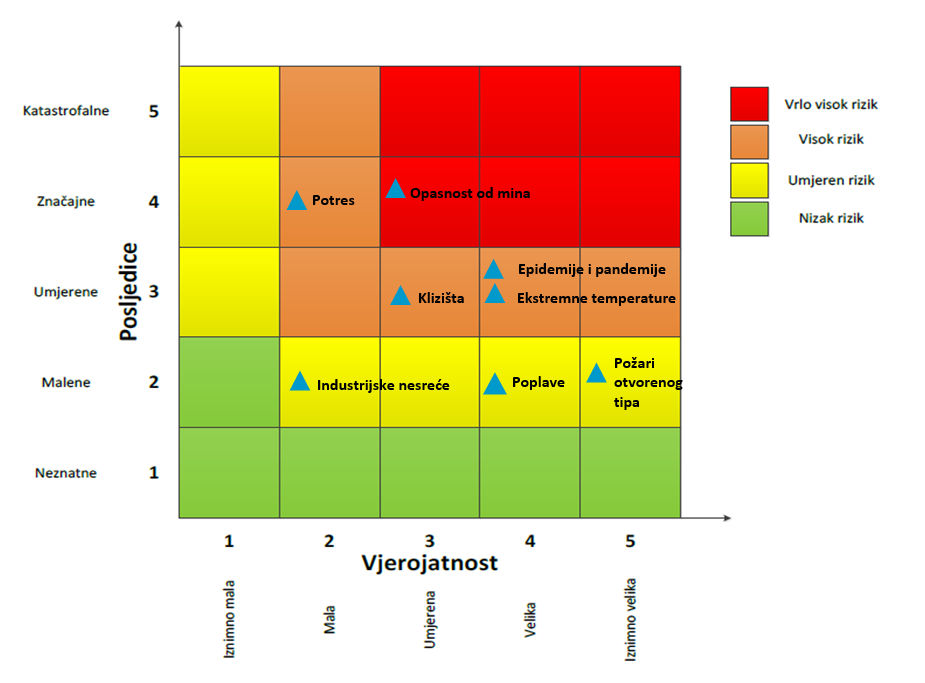 Katastrofalne 5
Značajne 4
Umjerene 3
Malene 2
Neznatne 1
Posljedice
Potres
Opasnost od mina
Klizišta
Epidemije i pandemije
Ekstremne temperature
Industrijske nesreće
Poplave
Požari
otvorenog
tipa
1 2 3 4 5
Vjerojatnost
Iznimno mala
Mala
Umjerena
Velika
Iznimno velika
Vrlo visok rizik
Visok rizik
Umjeren rizik
Nizak rizik